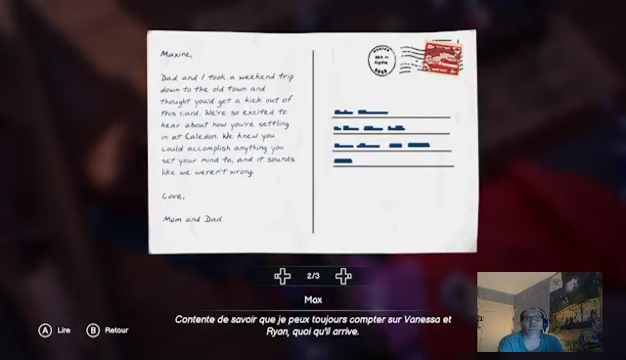 Maxine,
Dad and I took a weekend trip
down to the old town and
thought you'd get a kick out of
this card. We're so excited to
hear about how you're settling
in at Caledon. We knew you
could accomplish anything you
set your mind to, and it sounds
like we weren't wrong.
Love,
Mom and Dad
2/3
Max
Contente de savoir que je peux toujours compter sur Vanessa et
Ryan, quoi qu'il arrive.
A Lire B Retour